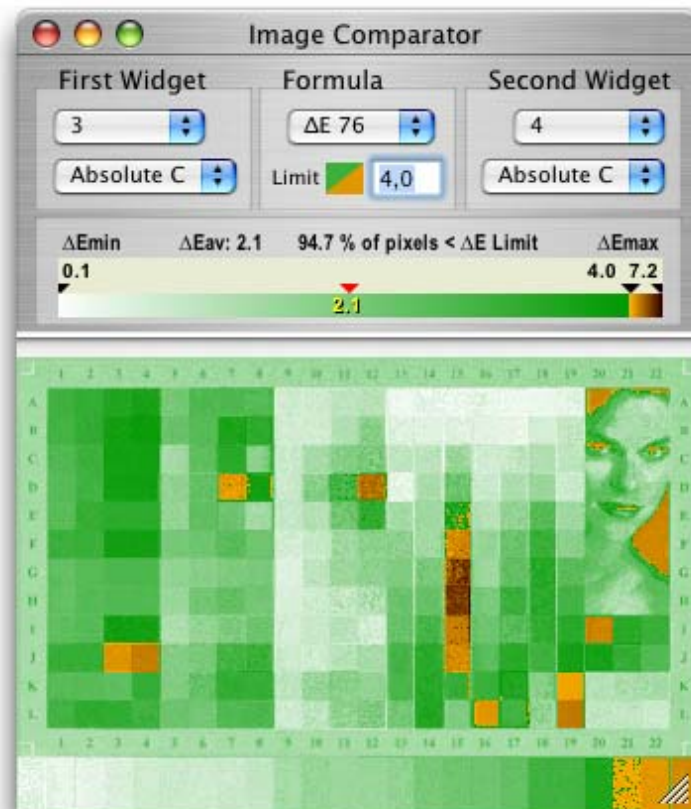 Image Comparator
First Widget Formula Second Widget
3 ΔE 76 4
Absolute C Limit 4,0 Absolute C
ΔEmin ΔEav: 2.1 94.7 % of pixels < ΔE Limit ΔEmax
0.1 4.0 7.2
2.1
1 2 3 4 5 6 7 8 9 10 11 12 13 14 15 16 17 18 19 20 21 22
A A
B B
C C
D D
E E
F F
G G
H H
I I
J J
K K
L L
1 2 3 4 5 6 7 8 9 10 11 12 13 14 15 16 17 18 19 20 21 22